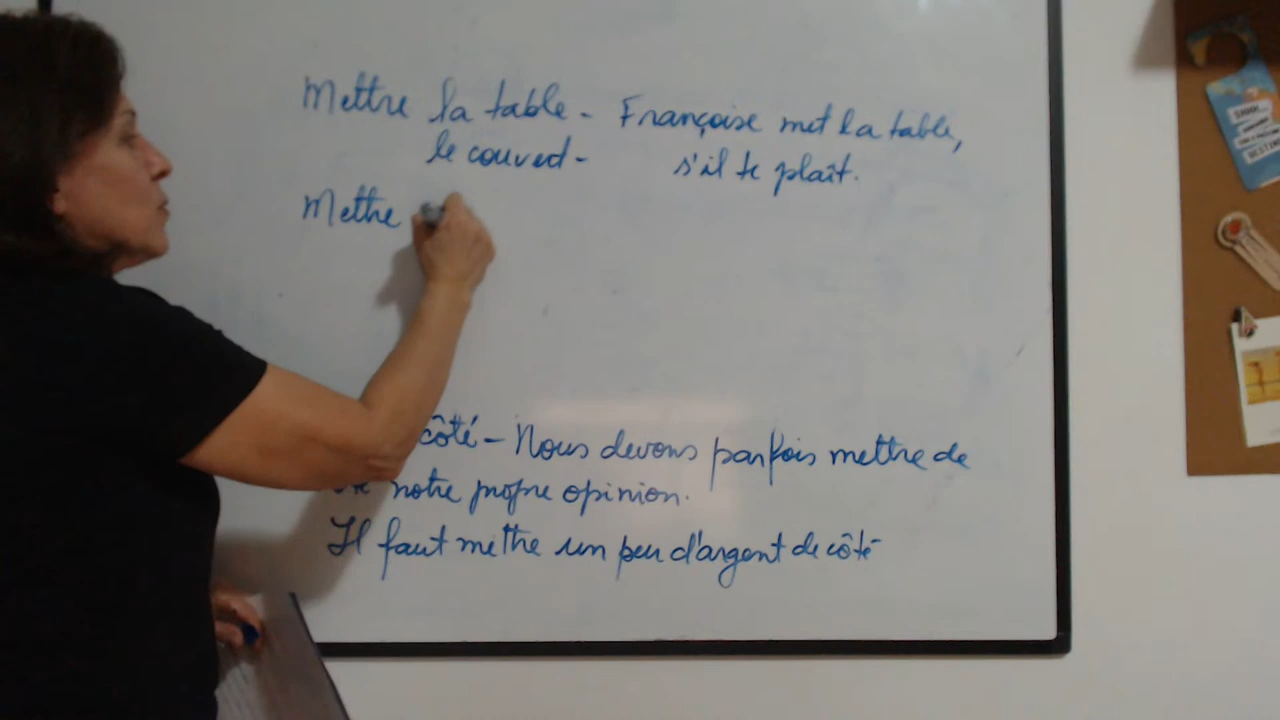 Mettre la table - Françoise met la table,
le couved - s'il te plaît.
Mettre
côté - Nous devons parfois mettre de
notre propre opinion.
Il faut mettre un peu d'argent de côté